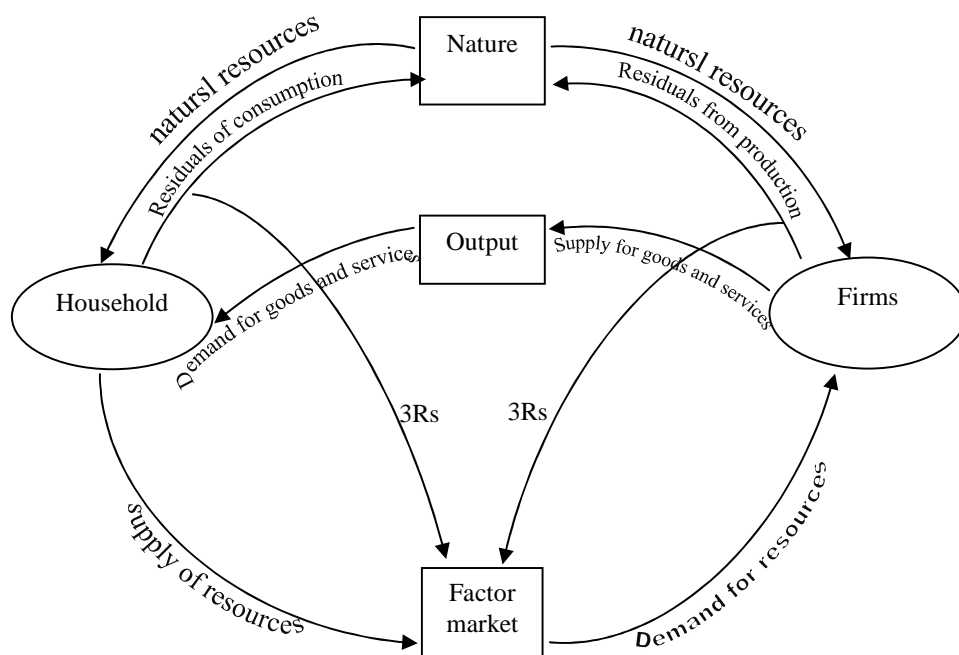 natursl resources
Nature
natursl resources
Residuals of consumption
Residuals from production
Output
Demand for goods and services
Supply for goods and services
Household
Firms
3Rs
3Rs
supply of resources
Demand for resources
Factor
market